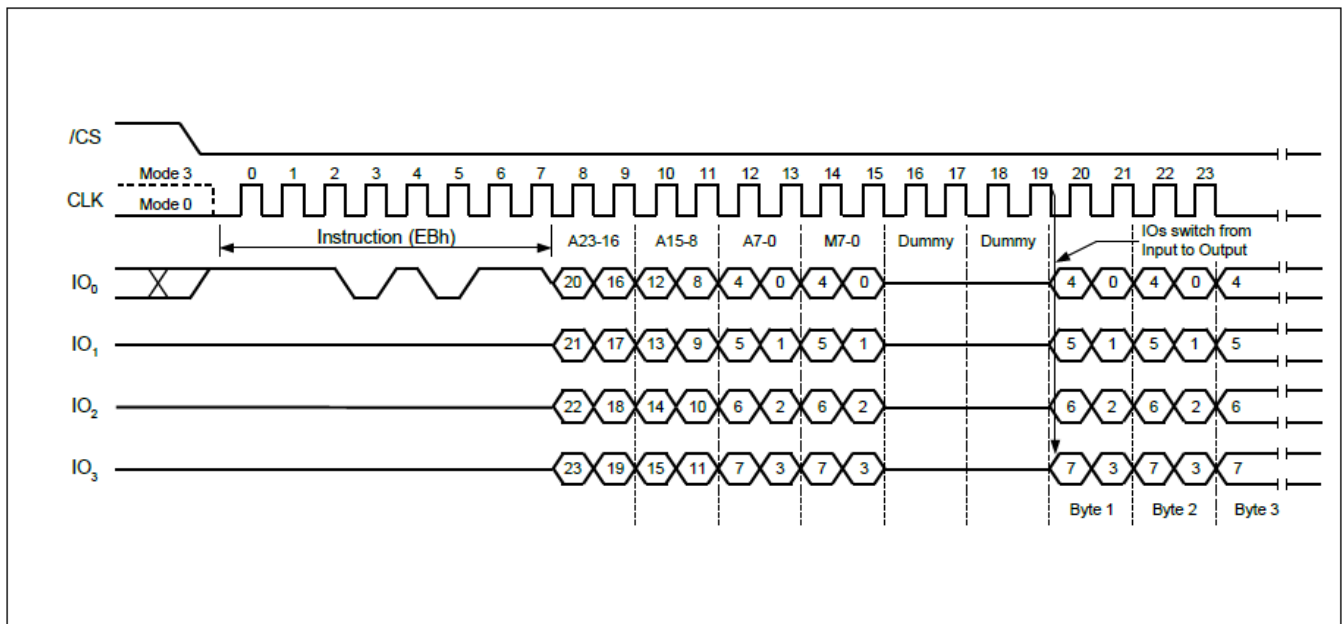 /CS
Mode 3 0 1 2 3 4 5 6 7 8 9 10 11 12 13 14 15 16 17 18 19 20 21 22 23
CLK
Mode 0
Instruction (EBh) A23-16 A15-8 A7-0 M7-0 Dummy Dummy IOs switch from
Input to Output
IO₀ 20 16 12 8 4 0 4 0 4 0 4 0 4
IO₁ 21 17 13 9 5 1 5 1 5 1 5 1 5
IO₂ 22 18 14 10 6 2 6 2 6 2 6 2 6
IO₃ 23 19 15 11 7 3 7 3 7 3 7 3 7
Byte 1 Byte 2 Byte 3